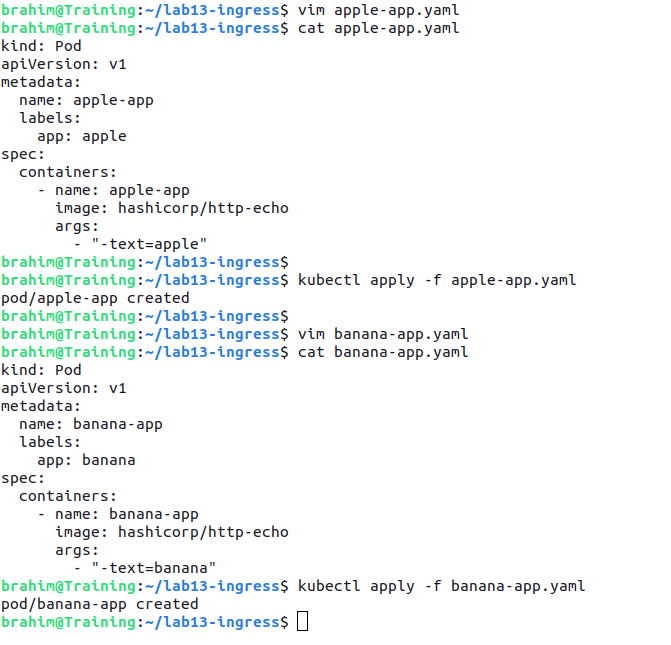 brahim@Training:~/lab13-ingress$ vim apple-app.yaml
brahim@Training:~/lab13-ingress$ cat apple-app.yaml
kind: Pod
apiVersion: v1
metadata:
  name: apple-app
  labels:
    app: apple
spec:
  containers:
    - name: apple-app
      image: hashicorp/http-echo
      args:
        - "-text=apple"
brahim@Training:~/lab13-ingress$
brahim@Training:~/lab13-ingress$ kubectl apply -f apple-app.yaml
pod/apple-app created
brahim@Training:~/lab13-ingress$
brahim@Training:~/lab13-ingress$ vim banana-app.yaml
brahim@Training:~/lab13-ingress$ cat banana-app.yaml
kind: Pod
apiVersion: v1
metadata:
  name: banana-app
  labels:
    app: banana
spec:
  containers:
    - name: banana-app
      image: hashicorp/http-echo
      args:
        - "-text=banana"
brahim@Training:~/lab13-ingress$ kubectl apply -f banana-app.yaml
pod/banana-app created
brahim@Training:~/lab13-ingress$